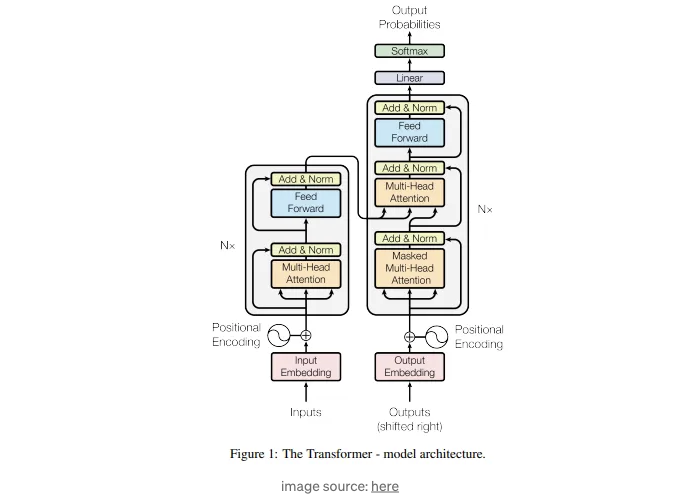 Output
Probabilities
Softmax
Linear
Add & Norm
Feed
Forward
Add & Norm
Multi-Head
Attention
Add & Norm
Masked
Multi-Head
Attention
N×
Add & Norm
Feed
Forward
Add & Norm
Multi-Head
Attention
N×
Positional
Encoding
Positional
Encoding
Input
Embedding
Output
Embedding
Inputs
Outputs
(shifted right)
Figure 1: The Transformer - model architecture.
image source: here